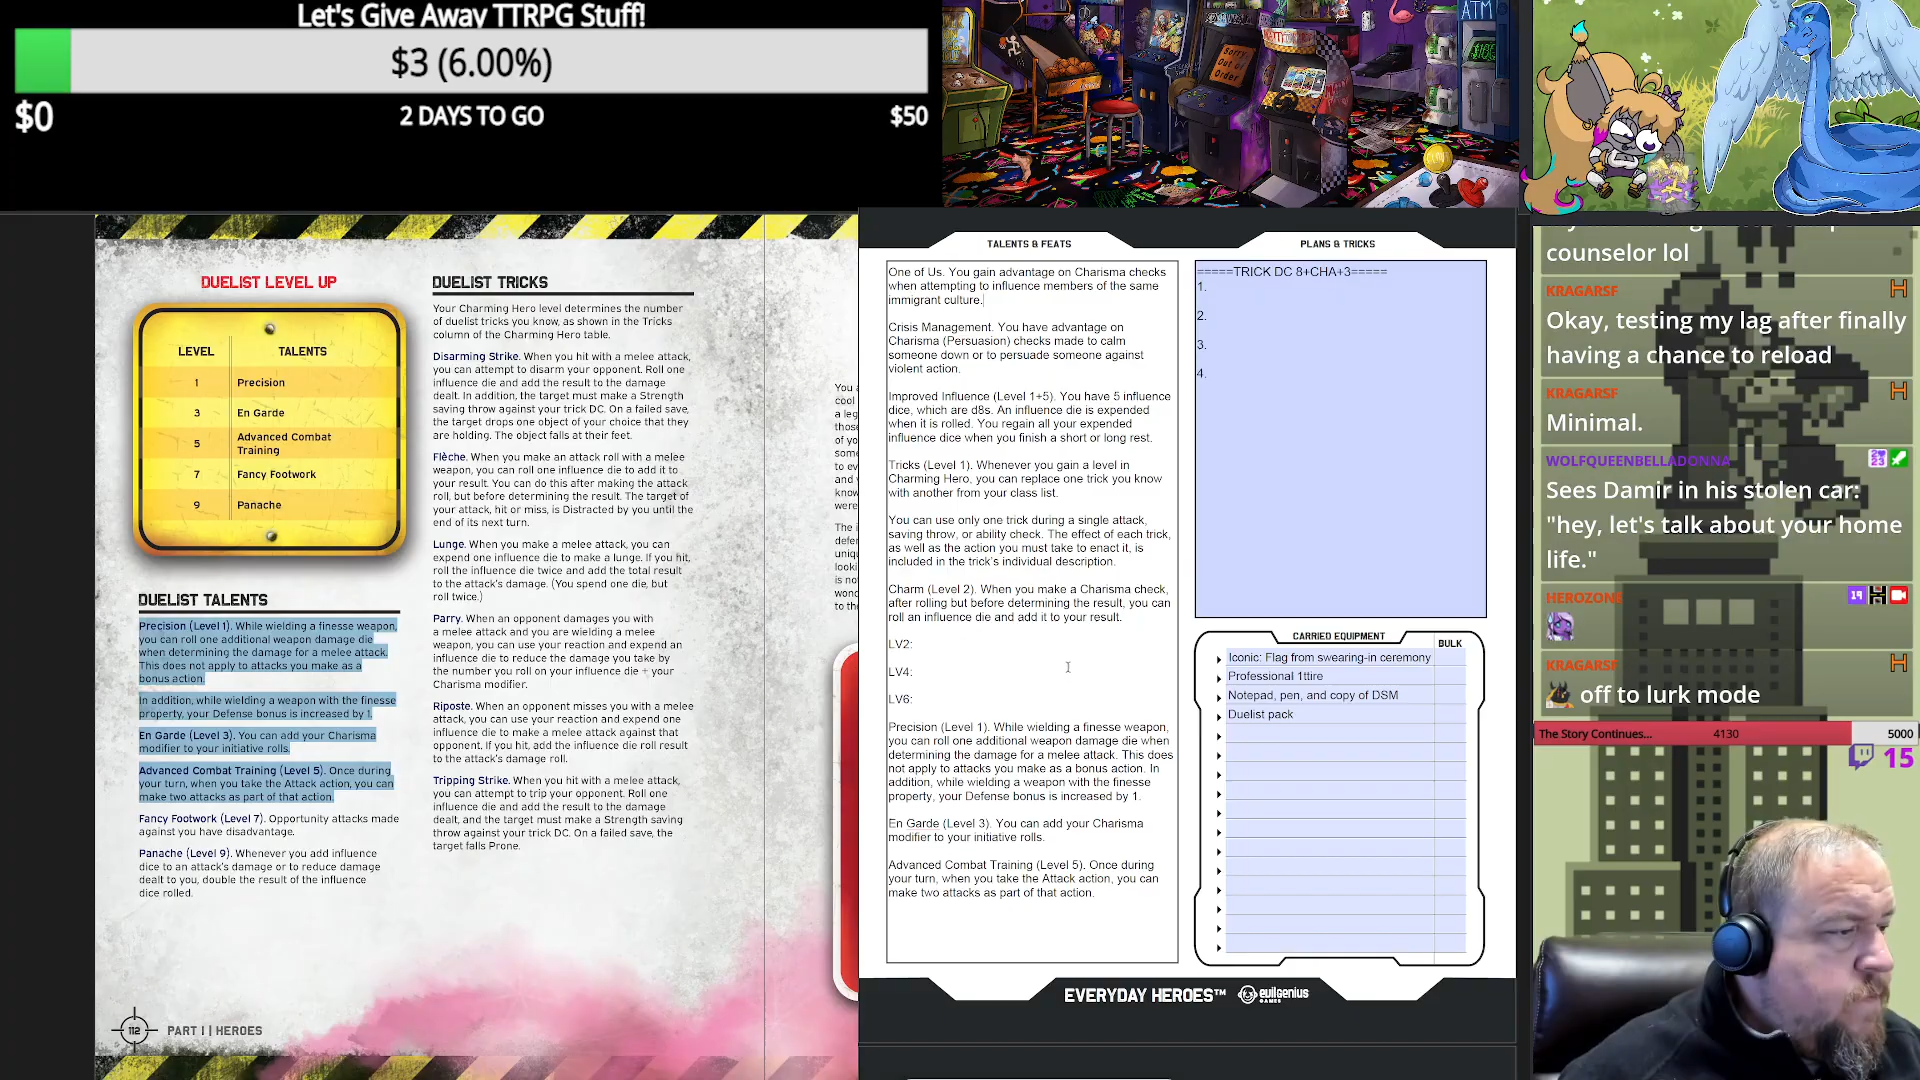 Let's Give Away TTRPG Stuff!
$3 (6.00%)
$0
2 DAYS TO GO
$50
Sorry
Out of
Order
ATM
DUELIST LEVEL UP
LEVEL TALENTS
1 Precision
3 En Garde
5 Advanced Combat
Training
7 Fancy Footwork
9 Panache
DUELIST TALENTS
Precision (Level 1). While wielding a finesse weapon,
you can roll one additional weapon damage die
when determining the damage for a melee attack.
This does not apply to attacks you make as a
bonus action.
In addition, while wielding a weapon with the finesse
property, your Defense bonus is increased by 1.
En Garde (Level 3). You can add your Charisma
modifier to your initiative rolls.
Advanced Combat Training (Level 5). Once during
your turn, when you take the Attack action, you can
make two attacks as part of that action.
Fancy Footwork (Level 7). Opportunity attacks made
against you have disadvantage.
Panache (Level 9). Whenever you add influence
dice to an attack's damage or to reduce damage
dealt to you, double the result of the influence
dice rolled.
112 PART I | HEROES
DUELIST TRICKS
Your Charming Hero level determines the number
of duelist tricks you know, as shown in the Tricks
column of the Charming Hero table.
Disarming Strike. When you hit with a melee attack,
you can attempt to disarm your opponent. Roll one
influence die and add the result to the damage
dealt. In addition, the target must make a Strength
saving throw against your trick DC. On a failed save,
the target drops one object of your choice that they
are holding. The object falls at their feet.
Flèche. When you make an attack roll with a melee
weapon, you can roll one influence die to add it to
your result. You can do this after making the attack
roll, but before determining the result. The target of
your attack, hit or miss, is Distracted by you until the
end of its next turn.
Lunge. When you make a melee attack, you can
expend one influence die to make a lunge. If you hit,
roll the influence die twice and add the total result
to the attack's damage. (You spend one die, but
roll twice.)
Parry. When an opponent damages you with
a melee attack and you are wielding a melee
weapon, you can use your reaction and expend an
influence die to reduce the damage you take by
the number you roll on your influence die + your
Charisma modifier.
Riposte. When an opponent misses you with a melee
attack, you can use your reaction and expend one
influence die to make a melee attack against that
opponent. If you hit, add the influence die roll result
to the attack's damage roll.
Tripping Strike. When you hit with a melee attack,
you can attempt to trip your opponent. Roll one
influence die and add the result to the damage
dealt, and the target must make a Strength saving
throw against your trick DC. On a failed save, the
target falls Prone.
You a
cool
a leg
those
of yo
some
to ev
and v
know
were
The i
defer
uniqu
looki
is no
wond
to the
TALENTS & FEATS
One of Us. You gain advantage on Charisma checks
when attempting to influence members of the same
immigrant culture.
Crisis Management. You have advantage on
Charisma (Persuasion) checks made to calm
someone down or to persuade someone against
violent action.
Improved Influence (Level 1+5). You have 5 influence
dice, which are d8s. An influence die is expended
when it is rolled. You regain all your expended
influence dice when you finish a short or long rest.
Tricks (Level 1). Whenever you gain a level in
Charming Hero, you can replace one trick you know
with another from your class list.
You can use only one trick during a single attack,
saving throw, or ability check. The effect of each trick,
as well as the action you must take to enact it, is
included in the trick's individual description.
Charm (Level 2). When you make a Charisma check,
after rolling but before determining the result, you can
roll an influence die and add it to your result.
LV2:
LV4:
LV6:
Precision (Level 1). While wielding a finesse weapon,
you can roll one additional weapon damage die when
determining the damage for a melee attack. This does
not apply to attacks you make as a bonus action. In
addition, while wielding a weapon with the finesse
property, your Defense bonus is increased by 1.
En Garde (Level 3). You can add your Charisma
modifier to your initiative rolls.
Advanced Combat Training (Level 5). Once during
your turn, when you take the Attack action, you can
make two attacks as part of that action.
PLANS & TRICKS
=====TRICK DC 8+CHA+3=====
1.
2.
3.
4.
CARRIED EQUIPMENT BULK
Iconic: Flag from swearing-in ceremony
Professional 1ttire
Notepad, pen, and copy of DSM
Duelist pack
EVERYDAY HEROES™ evilgenius
GAMES
counselor lol
KRAGARSF
Okay, testing my lag after finally
having a chance to reload
KRAGARSF
Minimal.
WOLFQUEENBELLADONNA
Sees Damir in his stolen car:
"hey, let's talk about your home
life."
HEROZONE
KRAGARSF
off to lurk mode
The Story Continues... 4130 5000
15